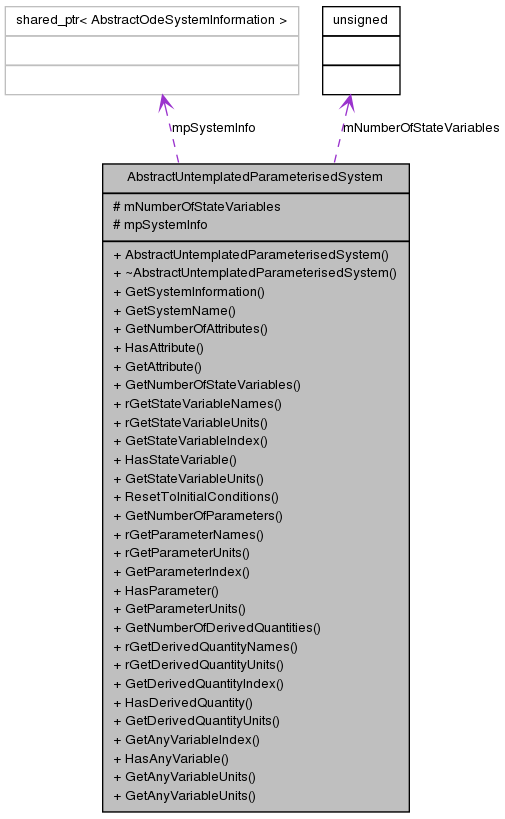 shared_ptr< AbstractOdeSystemInformation >
unsigned
mpSystemInfo
mNumberOfStateVariables
AbstractUntemplatedParameterisedSystem
# mNumberOfStateVariables
# mpSystemInfo
+ AbstractUntemplatedParameterisedSystem()
+ ~AbstractUntemplatedParameterisedSystem()
+ GetSystemInformation()
+ GetSystemName()
+ GetNumberOfAttributes()
+ HasAttribute()
+ GetAttribute()
+ GetNumberOfStateVariables()
+ rGetStateVariableNames()
+ rGetStateVariableUnits()
+ GetStateVariableIndex()
+ HasStateVariable()
+ GetStateVariableUnits()
+ ResetToInitialConditions()
+ GetNumberOfParameters()
+ rGetParameterNames()
+ rGetParameterUnits()
+ GetParameterIndex()
+ HasParameter()
+ GetParameterUnits()
+ GetNumberOfDerivedQuantities()
+ rGetDerivedQuantityNames()
+ rGetDerivedQuantityUnits()
+ GetDerivedQuantityIndex()
+ HasDerivedQuantity()
+ GetDerivedQuantityUnits()
+ GetAnyVariableIndex()
+ HasAnyVariable()
+ GetAnyVariableUnits()
+ GetAnyVariableUnits()